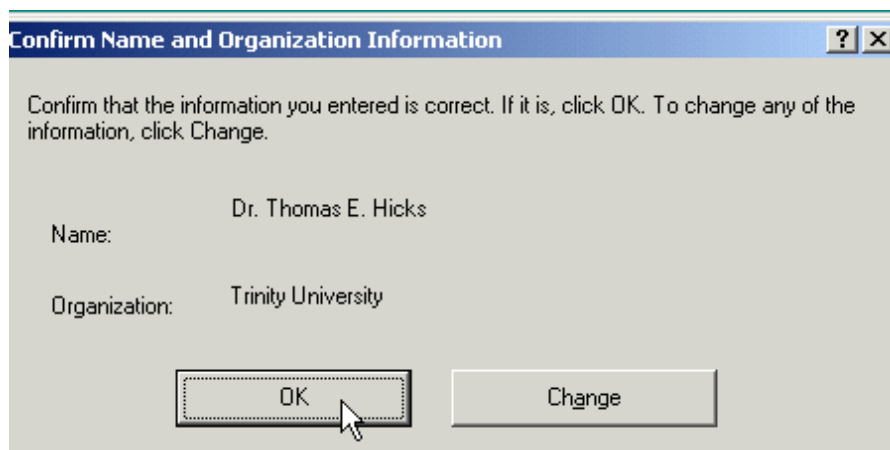 Confirm Name and Organization Information
Confirm that the information you entered is correct. If it is, click OK. To change any of the
information, click Change.
Name: Dr. Thomas E. Hicks
Organization: Trinity University
OK Change